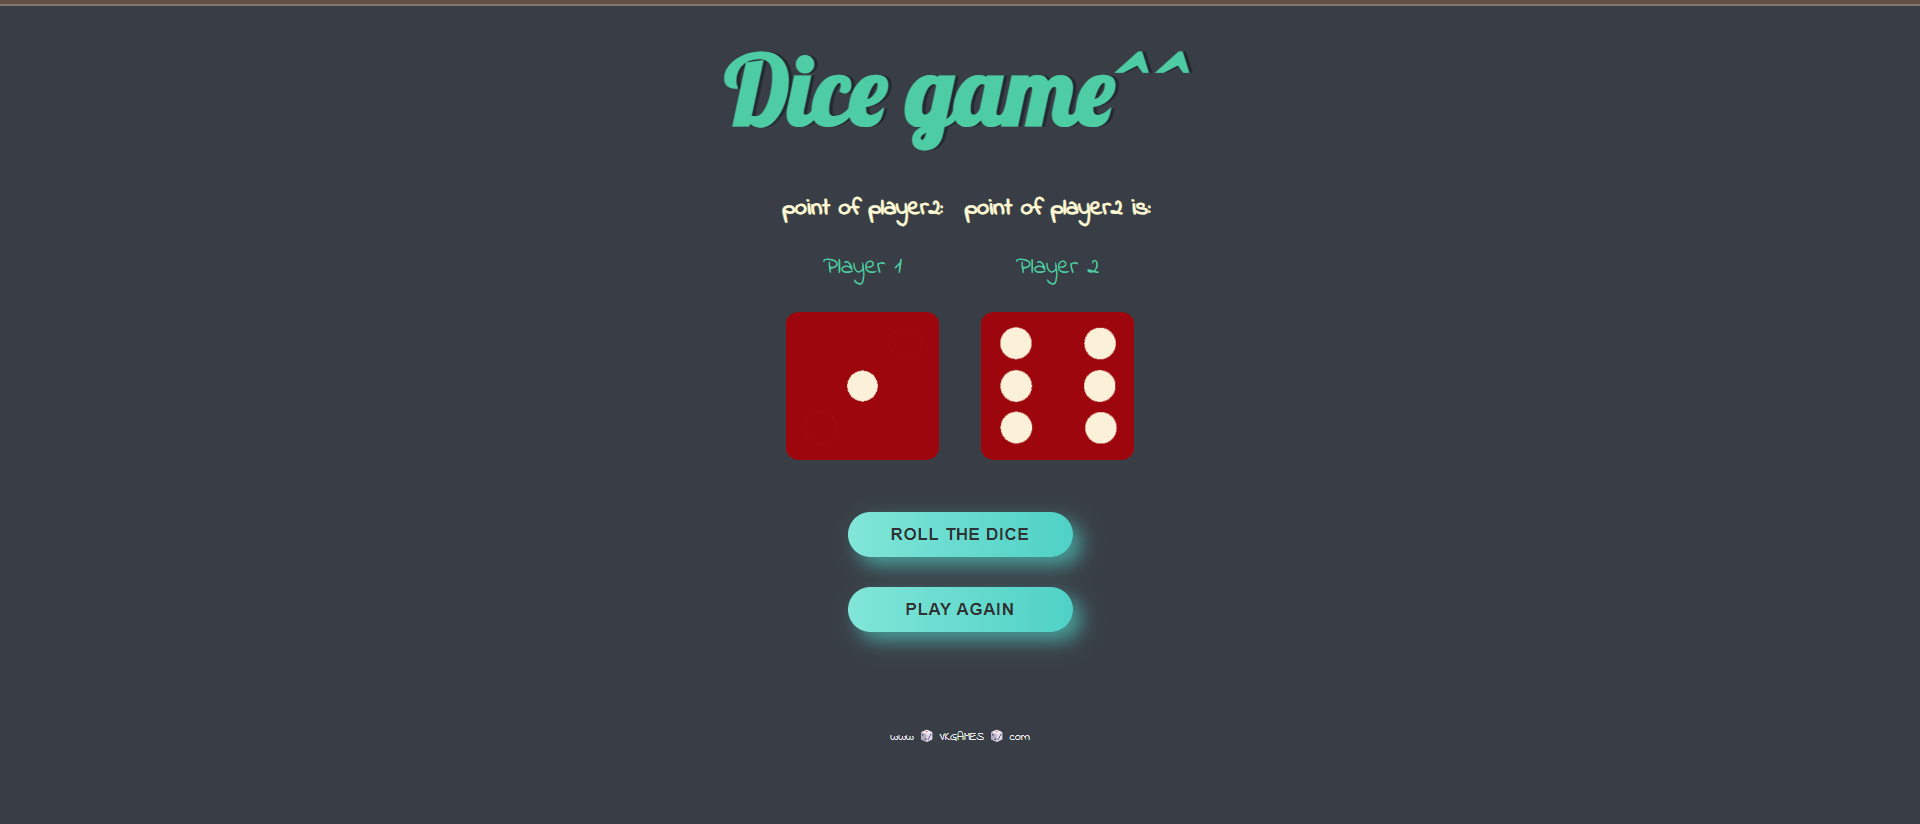 Dice game^^
point of player2: point of player2 is:
Player 1 Player 2
ROLL THE DICE
PLAY AGAIN
www 🎲 VKGAMES 🎲 com